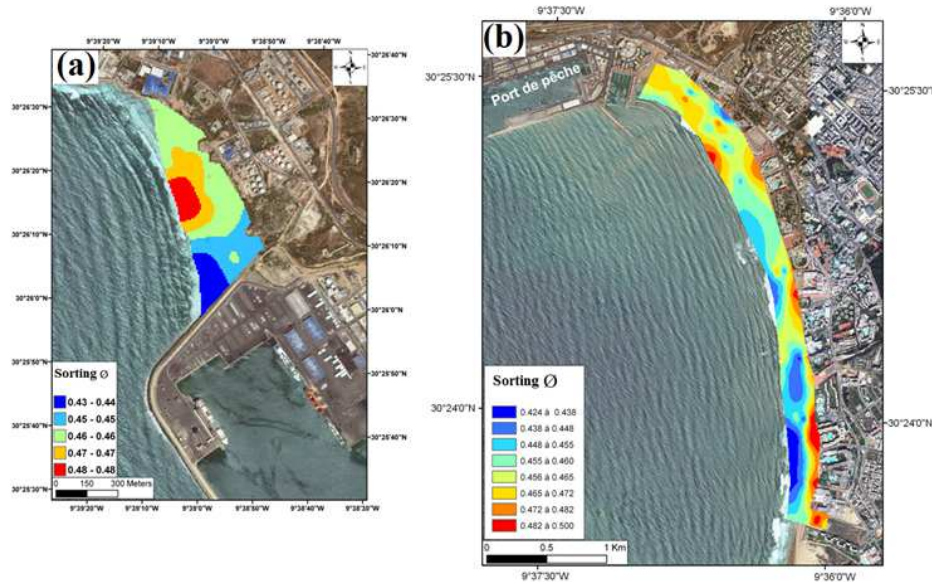 (a)
9°39'20"W 9°39'10"W 9°39'0"W 9°38'50"W 9°38'40"W
30°26'40"N
30°26'30"N
30°26'30"N
30°26'20"N
30°26'20"N
30°26'10"N
30°26'10"N
30°26'0"N
30°26'0"N
30°25'50"N
30°25'50"N
30°25'40"N
30°25'40"N
30°25'30"N
Sorting Ø
0.43 - 0.44
0.45 - 0.45
0.46 - 0.46
0.47 - 0.47
0.48 - 0.48
0 150 300 Meters
9°39'20"W 9°39'10"W 9°39'0"W 9°38'50"W 9°38'40"W 9°38'30"W
(b)
9°37'30"W 9°36'0"W
Port de pêche
30°25'30"N
30°25'30"N
30°24'0"N
30°24'0"N
Sorting Ø
0.424 à 0.438
0.438 à 0.448
0.448 à 0.455
0.455 à 0.460
0.456 à 0.465
0.465 à 0.472
0.472 à 0.482
0.482 à 0.500
0 0.5 1 Km
9°37'30"W 9°36'0"W